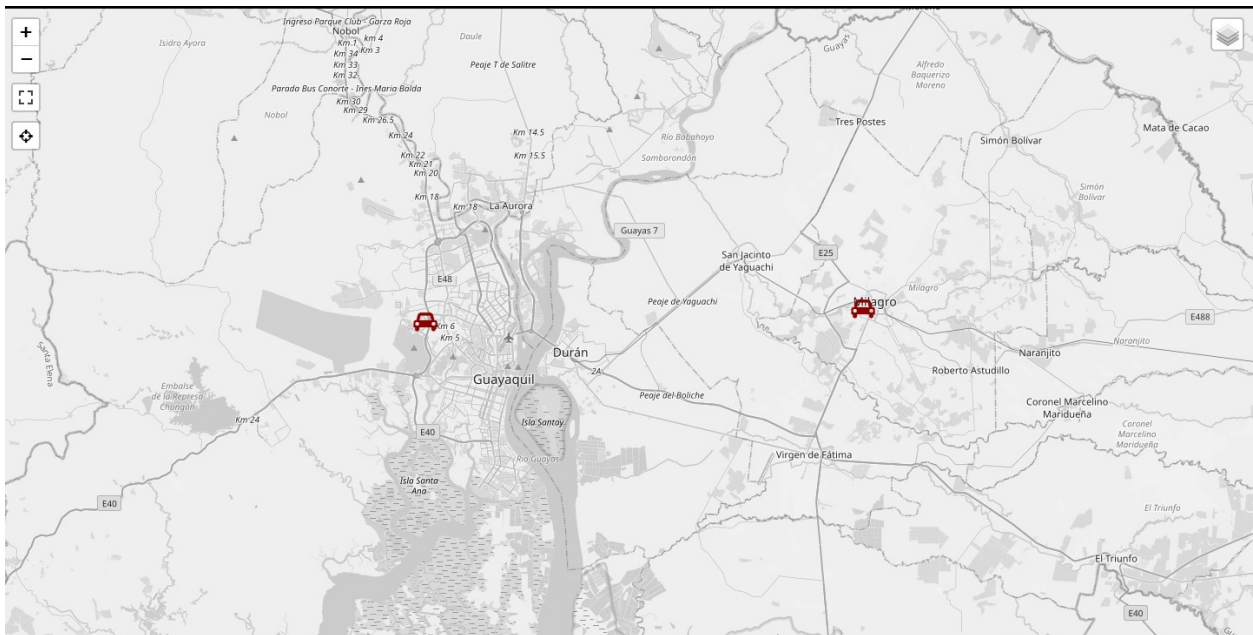 +
−
Ingreso Parque Club - Garza Roja
Nobol
Km 1
km 4
Km 3
Km 34
Km 33
Km 32
Parada Bus Conorte - Ines Maria Balda
Km 30
Km 29
Km 26.5
Km 24
Km 22
Km 21
Km 20
Km 18
Km 18
Isidro Ayora
Nobol
Daule
Peaje T de Salitre
Km 14.5
Km 15.5
La Aurora
Río Babahoyo
Samborondón
Guayas
Alfredo
Baquerizo
Moreno
Tres Postes
Simón Bolívar
Mata de Cacao
Simón
Bolívar
Guayas 7
San Jacinto
de Yaguachi
E25
Milagro
Milagro
E488
Naranjito
Naranjito
Roberto Astudillo
Peaje de Yaguachi
E48
Km 6
Km 5
Durán
2A
Guayaquil
Santa Elena
Embalse
de la Represa
Chongón
Km 24
Peaje del Boliche
Coronel Marcelino
Maridueña
Coronel
Marcelino
Maridueña
Isla Santay
E40
Río Guayas
Virgen de Fátima
Isla Santa
Ana
E40
El Triunfo
El Triunfo
E40